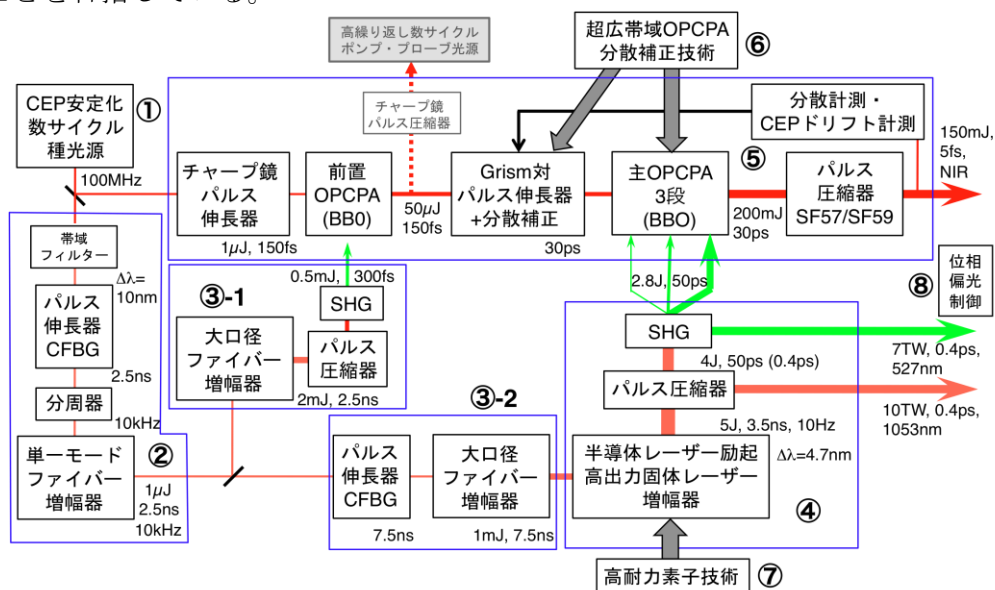 ことを包括している。
高繰り返し数サイクル
ポンプ・プローブ光源
超広帯域OPCPA
分散補正技術
⑥
CEP安定化
数サイクル
種光源
①
チャープ鏡
パルス圧縮器
分散計測・
CEPドリフト計測
150mJ,
5fs,
NIR
100MHz
チャープ鏡
パルス
伸長器
前置
OPCPA
(BB0)
50μJ
150fs
Grism対
パルス伸長器
+分散補正
主OPCPA
3段
(BBO)
⑤
パルス
圧縮器
SF57/SF59
1μJ, 150fs
30ps
200mJ
30ps
帯域
フィルター
Δλ=
10nm
パルス
伸長器
CFBG
2.5ns
分周器
10kHz
単一モード
ファイバー
増幅器
②
1μJ
2.5ns
10kHz
0.5mJ,
300fs
③-1
SHG
大口径
ファイバー
増幅器
パルス
圧縮器
2mJ, 2.5ns
③-2
パルス
伸長器
CFBG
大口径
ファイバー
増幅器
7.5ns
1mJ, 7.5ns
2.8J, 50ps
SHG
⑧
位相
偏光
制御
7TW, 0.4ps,
527nm
4J, 50ps (0.4ps)
パルス圧縮器
10TW, 0.4ps,
1053nm
5J, 3.5ns, 10Hz
半導体レーザー励起
高出力固体レーザー
増幅器
Δλ=4.7nm
④
高耐力素子技術
⑦